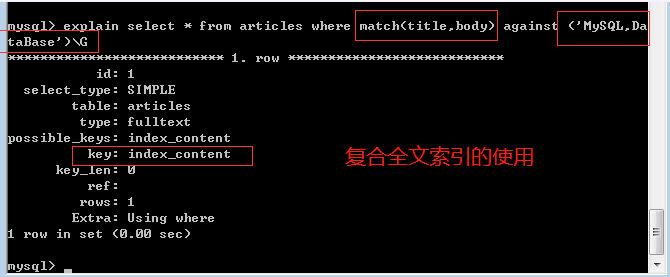 mysql> explain select * from articles where match(title,body) against ('MySQL,Da
taBase')\G
*************************** 1. row ***************************
id: 1
select_type: SIMPLE
table: articles
type: fulltext
possible_keys: index_content
key: index_content
key_len: 0
ref:
rows: 1
Extra: Using where
1 row in set (0.00 sec)
mysql>
复合全文索引的使用